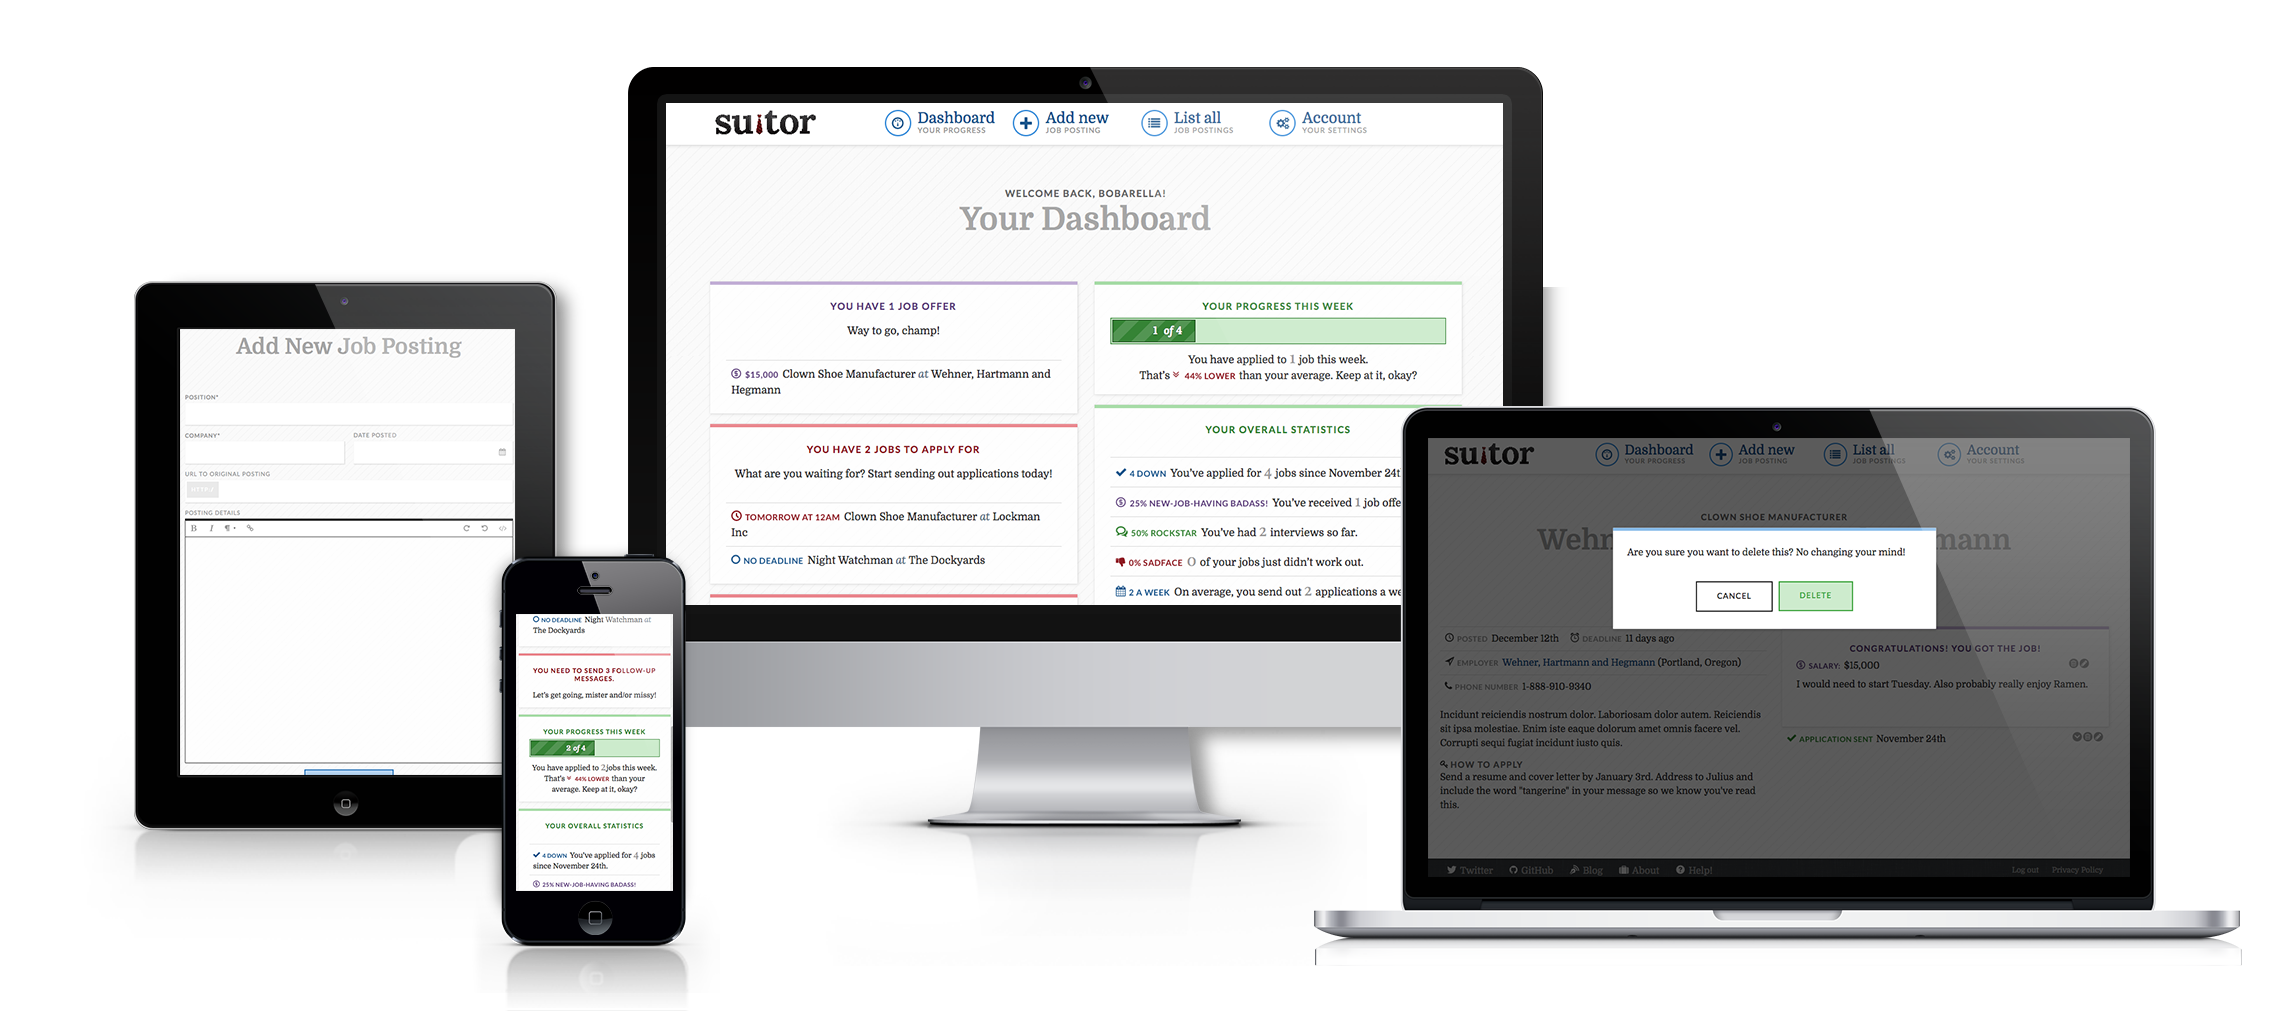 suitor
Dashboard
YOUR PROGRESS
Add new
JOB POSTING
List all
JOB POSTINGS
Account
YOUR SETTINGS
WELCOME BACK, BOBARELLA!
Your Dashboard
YOU HAVE 1 JOB OFFER
Way to go, champ!
$15,000 Clown Shoe Manufacturer at Wehner, Hartmann and
Hegmann
YOU HAVE 2 JOBS TO APPLY FOR
What are you waiting for? Start sending out applications today!
TOMORROW AT 12AM Clown Shoe Manufacturer at Lockman
Inc
NO DEADLINE Night Watchman at The Dockyards
YOUR PROGRESS THIS WEEK
1 of 4
You have applied to 1 job this week.
That's 44% LOWER than your average. Keep at it, okay?
YOUR OVERALL STATISTICS
4 DOWN You've applied for 4 jobs since November 24t
25% NEW-JOB-HAVING BADASS! You've received 1 job offe
50% ROCKSTAR You've had 2 interviews so far.
0% SADFACE 0 of your jobs just didn't work out.
2 A WEEK On average, you send out 2 applications a we
Add New Job Posting
POSITION*
COMPANY*
DATE POSTED
URL TO ORIGINAL POSTING
HTTP://
POSTING DETAILS
B I ¶
NO DEADLINE Night Watchman at
The Dockyards
YOU NEED TO SEND 3 FOLLOW-UP
MESSAGES.
Let's get going, mister and/or missy!
YOUR PROGRESS THIS WEEK
2 of 4
You have applied to 2 jobs this week.
That's 44% LOWER than your
average. Keep at it, okay?
YOUR OVERALL STATISTICS
4 DOWN You've applied for 4 jobs
since November 24th.
25% NEW-JOB-HAVING BADASS!
suitor
Dashboard
YOUR PROGRESS
Add new
JOB POSTING
List all
JOB POSTINGS
Account
YOUR SETTINGS
CLOWN SHOE MANUFACTURER
Wehn mann
Are you sure you want to delete this? No changing your mind!
CANCEL
DELETE
POSTED December 12th DEADLINE 11 days ago
EMPLOYER Wehner, Hartmann and Hegmann (Portland, Oregon)
PHONE NUMBER 1-888-910-9340
Incidunt reiciendis nostrum dolor. Laboriosam dolor autem. Reiciendis
sit ipsa molestiae. Enim iste eaque dolorum amet omnis facere vel.
Corrupti sequi fugiat incidunt iusto quis.
HOW TO APPLY
Send a resume and cover letter by January 3rd. Address to Julius and
include the word "tangerine" in your message so we know you've read
this.
CONGRATULATIONS! YOU GOT THE JOB!
SALARY: $15,000
I would need to start Tuesday. Also probably really enjoy Ramen.
APPLICATION SENT November 24th
Twitter GitHub Blog About Help!
Log out Privacy Policy